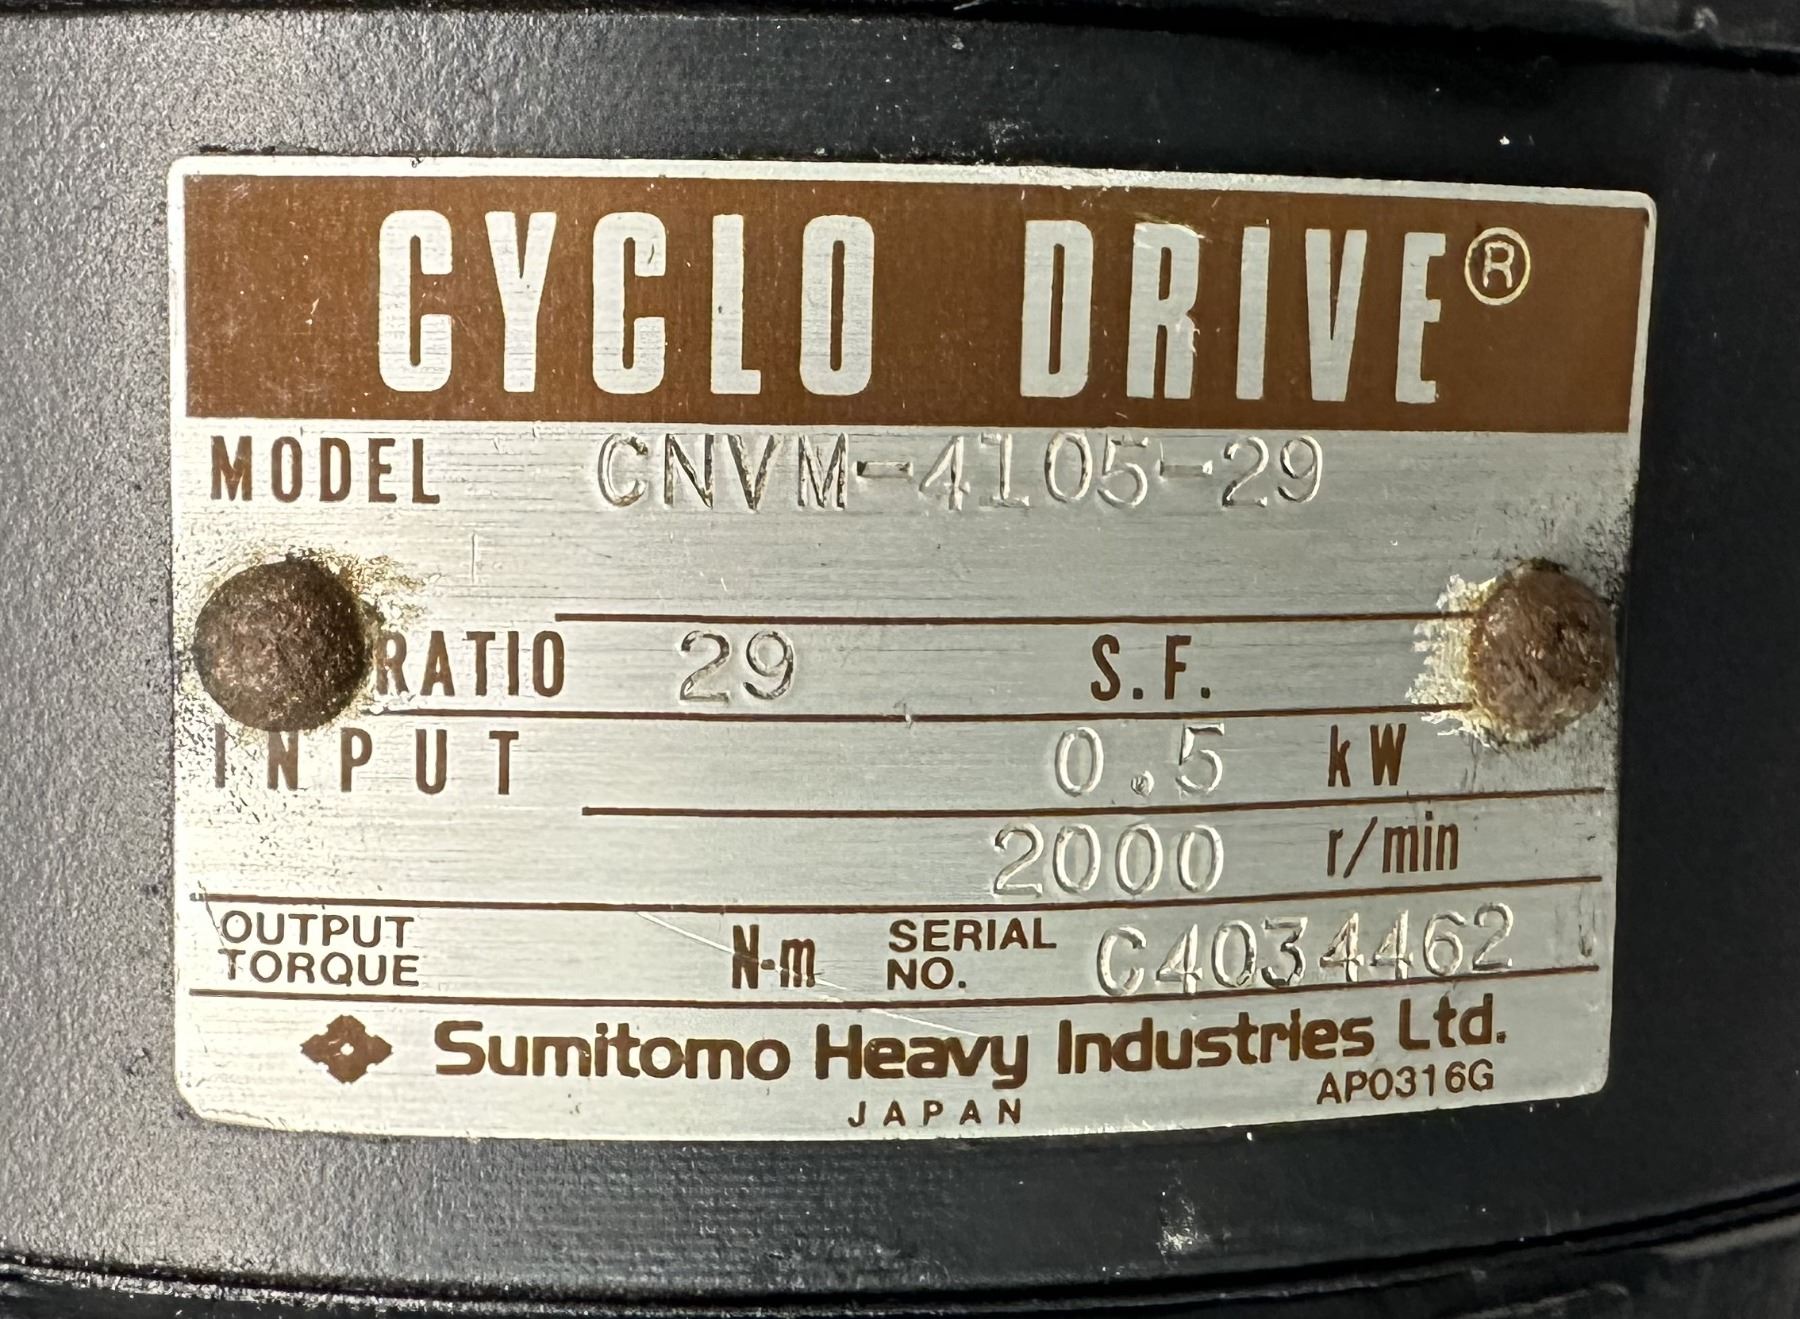 CYCLO DRIVE®
MODEL CNVM-4105-29
RATIO 29 S.F.
INPUT 0.5 kW
2000 r/min
OUTPUT TORQUE N·m SERIAL NO. C4034462
Sumitomo Heavy Industries Ltd.
AP0316G
JAPAN